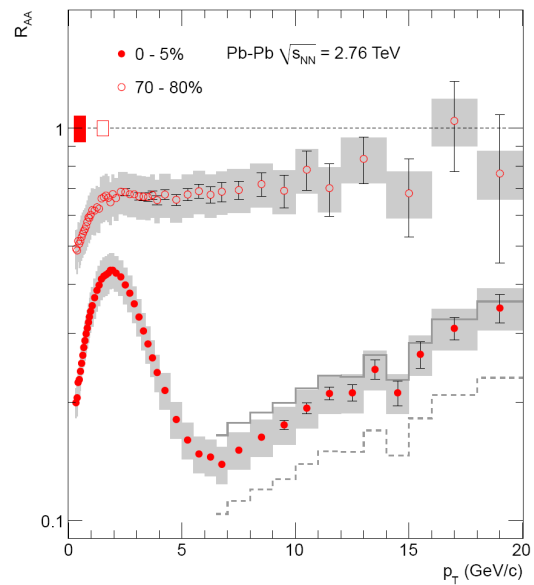 R_AA
0 - 5% Pb-Pb √s_NN = 2.76 TeV
70 - 80%
1
0.1
0 5 10 15 20
p_T (GeV/c)